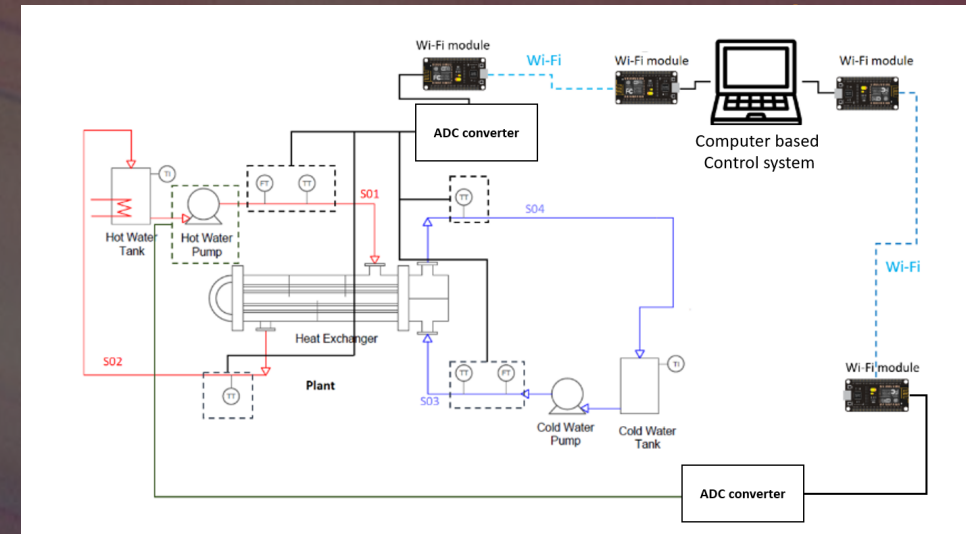 Wi-Fi module
Wi-Fi
Wi-Fi module
Wi-Fi module
ADC converter
Computer based
Control system
TI
FT
TT
S01
TT
S04
Hot Water
Tank
Hot Water
Pump
Wi-Fi
Heat Exchanger
S02
Plant
TT
TT
FT
S03
TI
Wi-Fi module
Cold Water
Pump
Cold Water
Tank
ADC converter